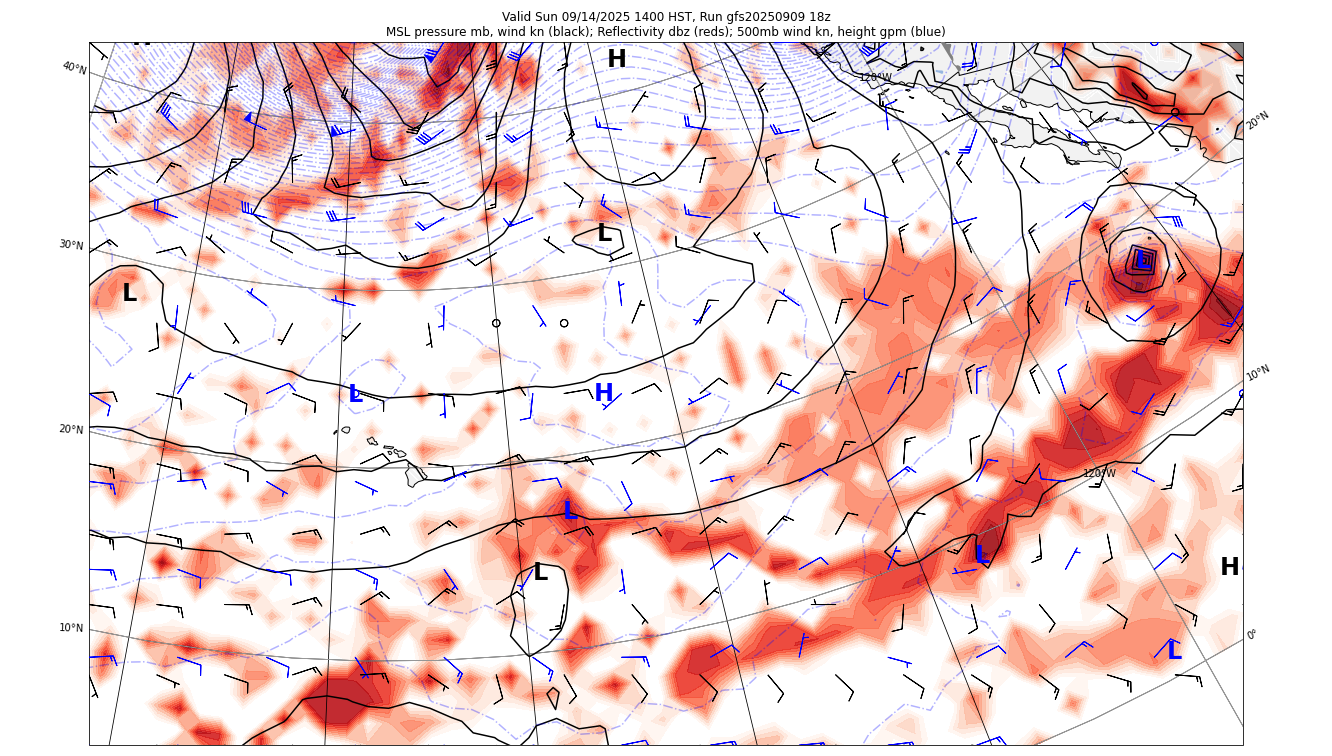 Valid Sun 09/14/2025 1400 HST, Run gfs20250909 18z
MSL pressure mb, wind kn (black); Reflectivity dbz (reds); 500mb wind kn, height gpm (blue)
H
40°N
120°W
20°N
L
30°N
L
L
L
H
10°N
20°N
120°W
L
L
L
H
10°N
0°
L